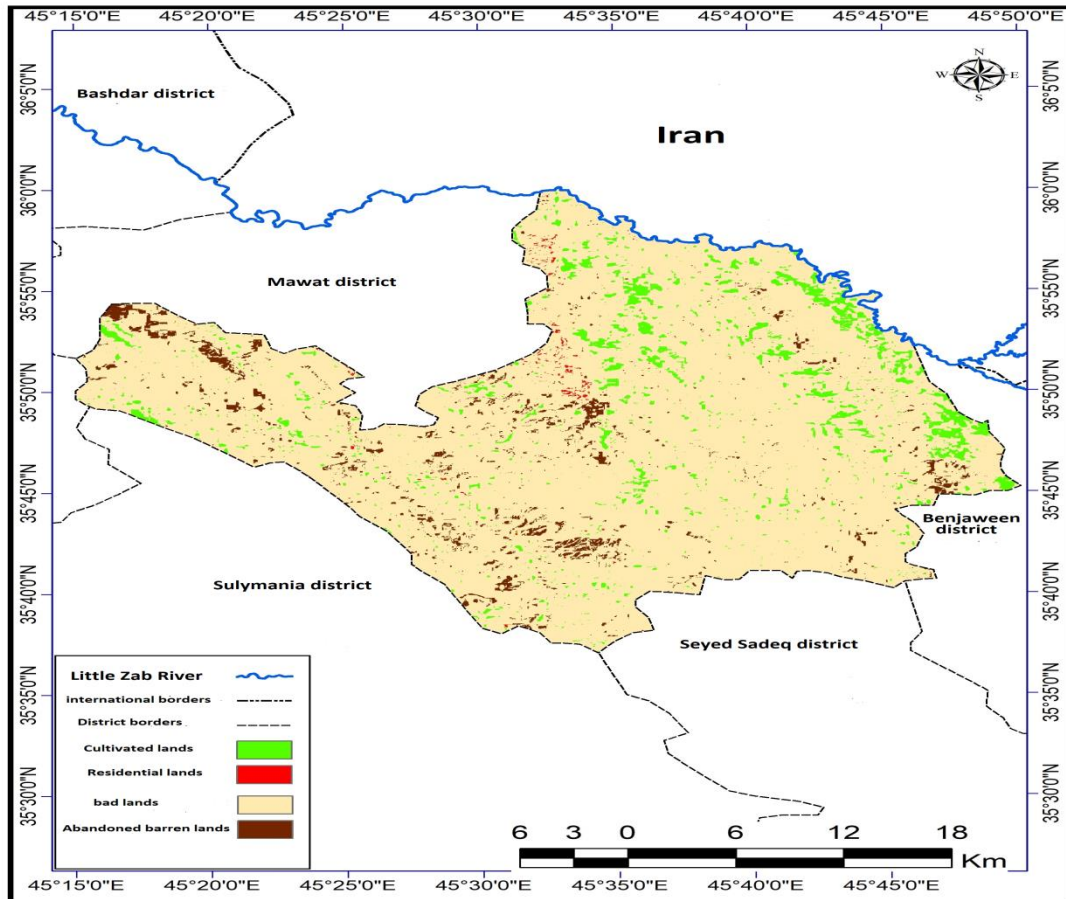 45°15'0"E 45°20'0"E 45°25'0"E 45°30'0"E 45°35'0"E 45°40'0"E 45°45'0"E 45°50'0"E
N
W E
S
36°5'0"N 36°5'0"N
Bashdar district
Iran
36°0'0"N 36°0'0"N
Mawat district
35°55'0"N 35°55'0"N
35°50'0"N 35°50'0"N
35°45'0"N 35°45'0"N
Benjaween
district
Sulymania district
35°40'0"N 35°40'0"N
Seyed Sadeq district
35°35'0"N 35°35'0"N
35°30'0"N 35°30'0"N
Little Zab River
international borders
District borders
Cultivated lands
Residential lands
bad lands
Abandoned barren lands
6 3 0 6 12 18
Km
45°15'0"E 45°20'0"E 45°25'0"E 45°30'0"E 45°35'0"E 45°40'0"E 45°45'0"E